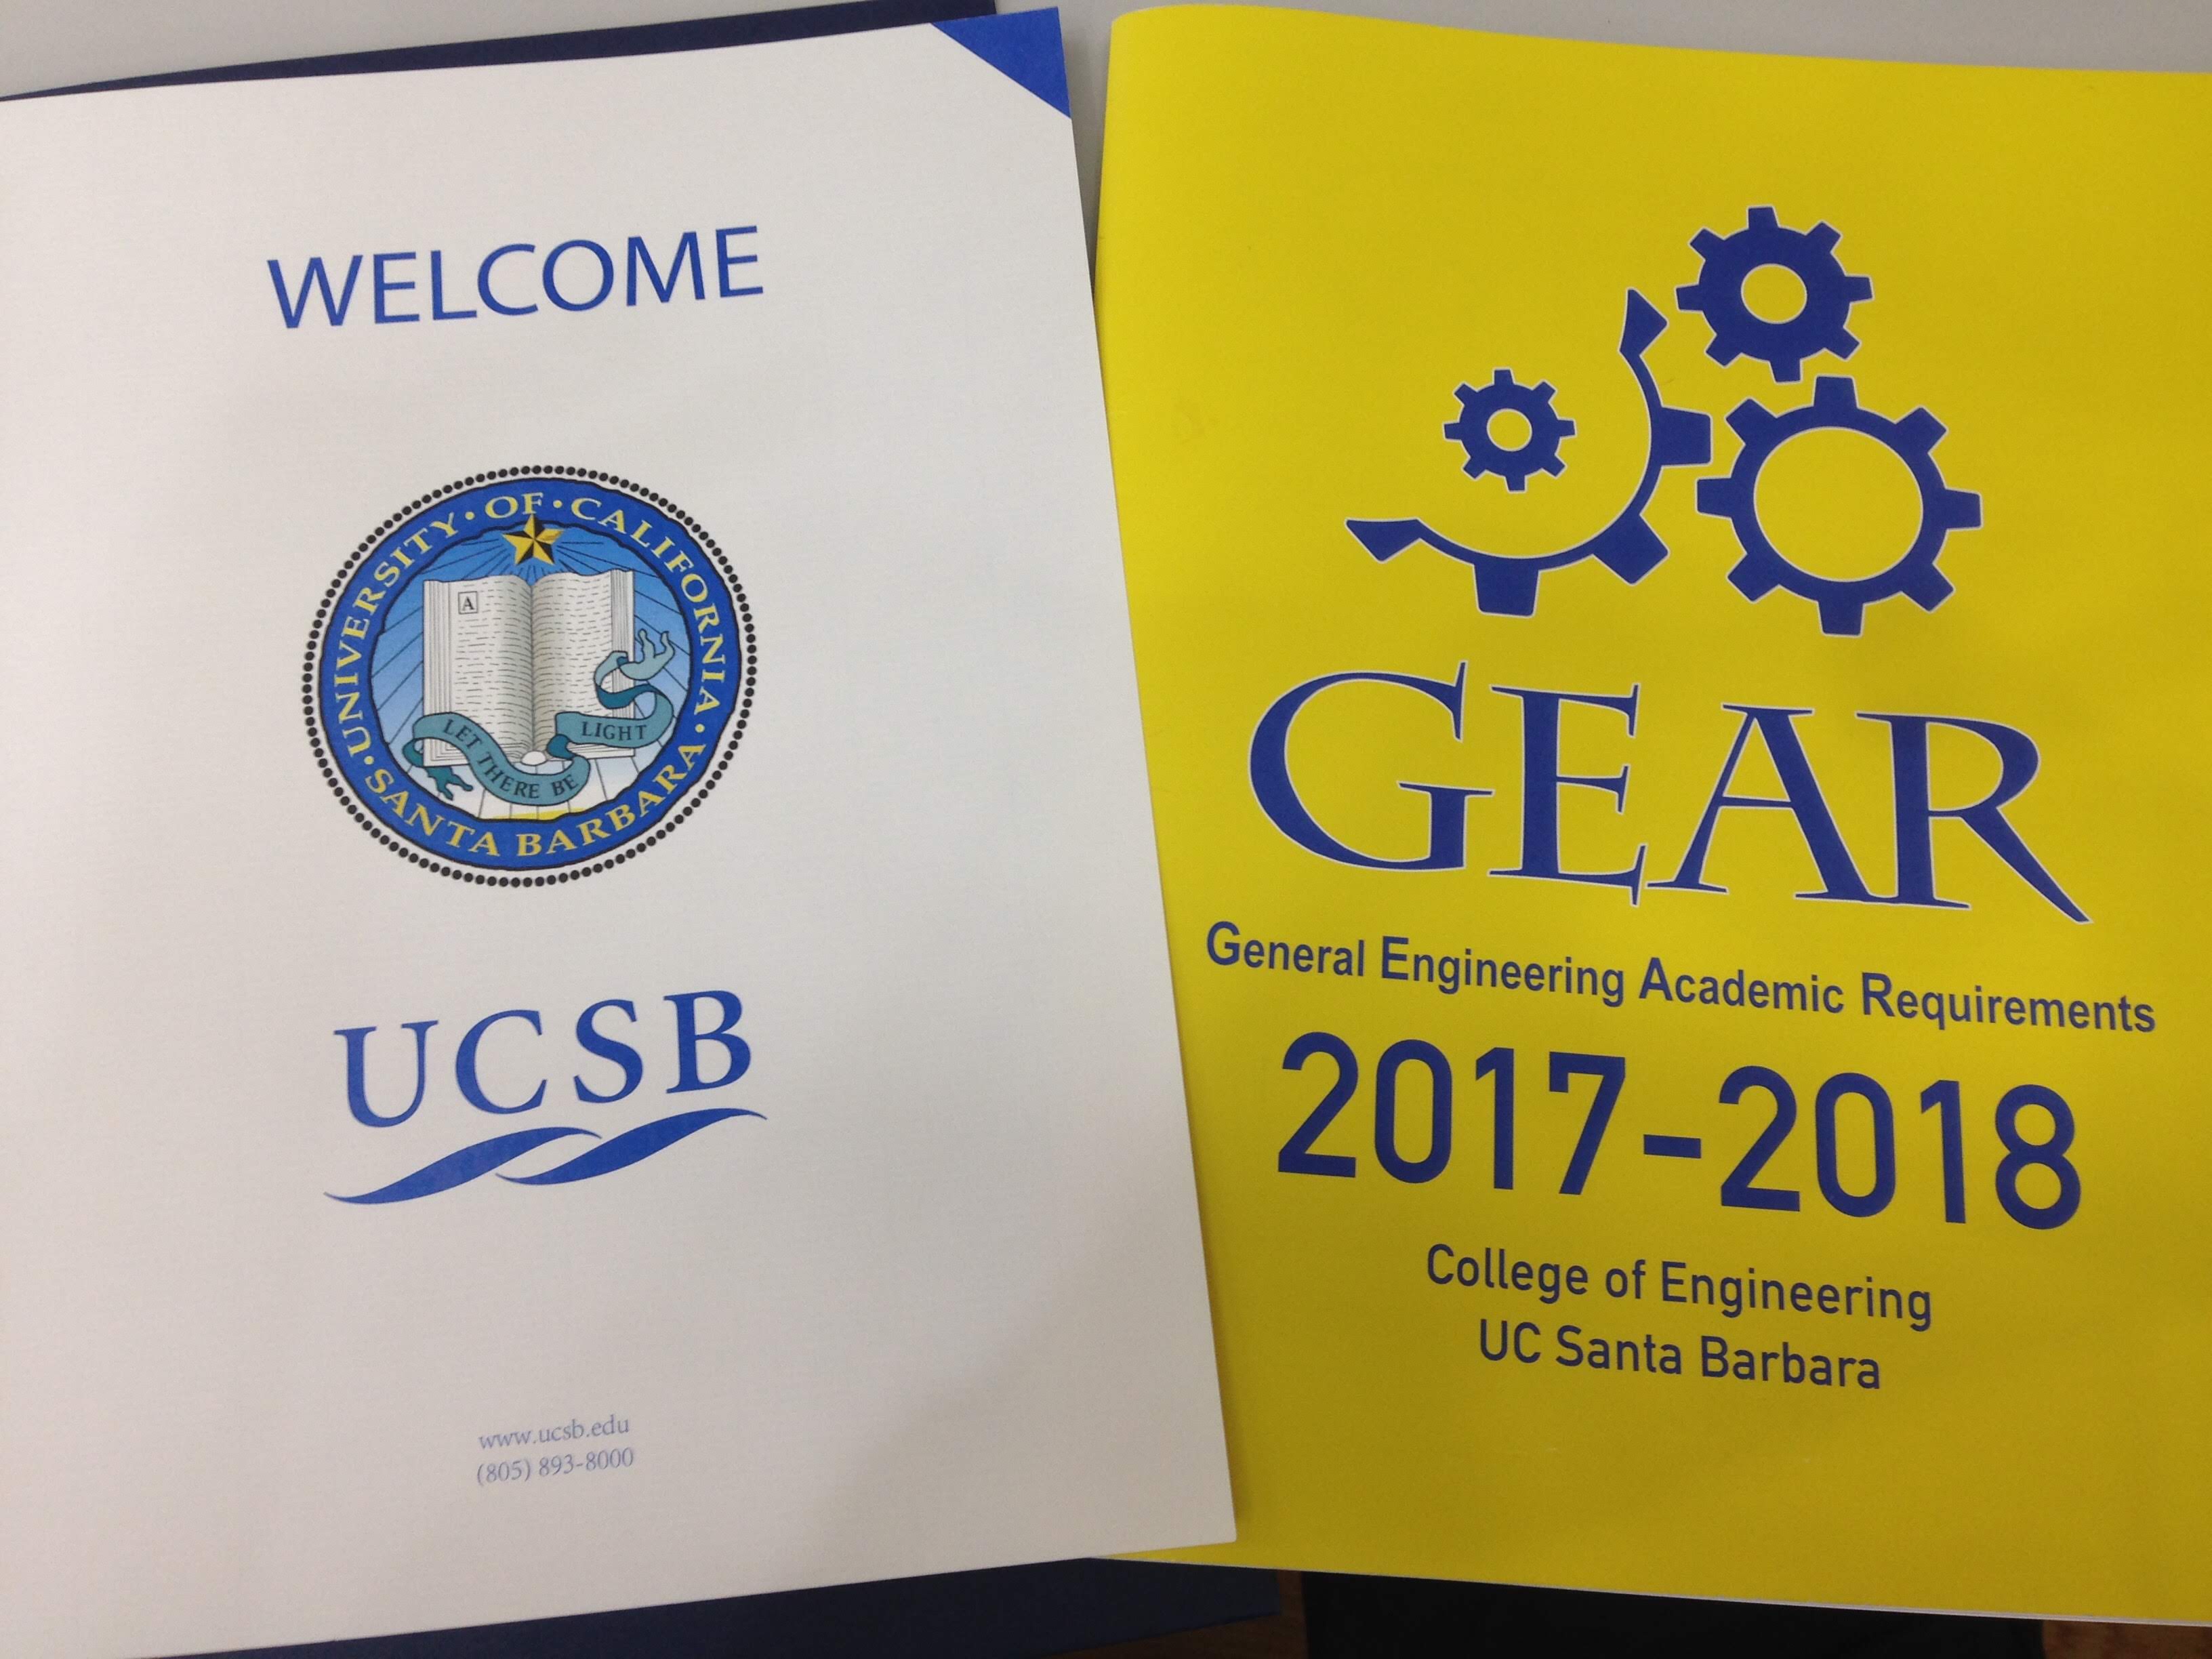 WELCOME
UNIVERSITY · OF · CALIFORNIA
· SANTA BARBARA ·
A
LET THERE BE LIGHT
UCSB
www.ucsb.edu
(805) 893-8000
GEAR
General Engineering Academic Requirements
2017-2018
College of Engineering
UC Santa Barbara